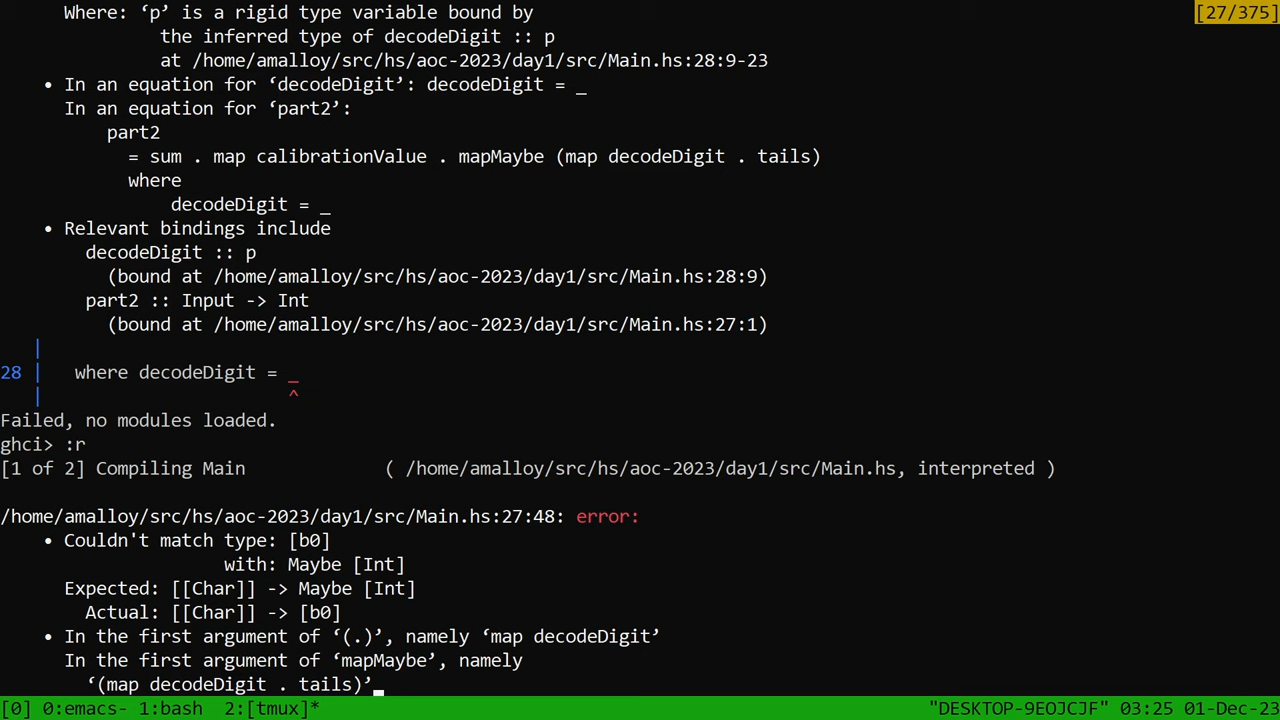 Where: ‘p’ is a rigid type variable bound by
[27/375]
               the inferred type of decodeDigit :: p
               at /home/amalloy/src/hs/aoc-2023/day1/src/Main.hs:28:9-23
    • In an equation for ‘decodeDigit’: decodeDigit = _
      In an equation for ‘part2’:
          part2
            = sum . map calibrationValue . mapMaybe (map decodeDigit . tails)
            where
                decodeDigit = _
    • Relevant bindings include
        decodeDigit :: p
          (bound at /home/amalloy/src/hs/aoc-2023/day1/src/Main.hs:28:9)
        part2 :: Input -> Int
          (bound at /home/amalloy/src/hs/aoc-2023/day1/src/Main.hs:27:1)
   |
28 |   where decodeDigit = _
   |                       ^
Failed, no modules loaded.
ghci> :r
[1 of 2] Compiling Main             ( /home/amalloy/src/hs/aoc-2023/day1/src/Main.hs, interpreted )
/home/amalloy/src/hs/aoc-2023/day1/src/Main.hs:27:48: error:
    • Couldn't match type: [b0]
                     with: Maybe [Int]
      Expected: [[Char]] -> Maybe [Int]
        Actual: [[Char]] -> [b0]
    • In the first argument of ‘(.)’, namely ‘map decodeDigit’
      In the first argument of ‘mapMaybe’, namely
        ‘(map decodeDigit . tails)’
[0] 0:emacs- 1:bash  2:[tmux]* "DESKTOP-9EOJCJF" 03:25 01-Dec-23